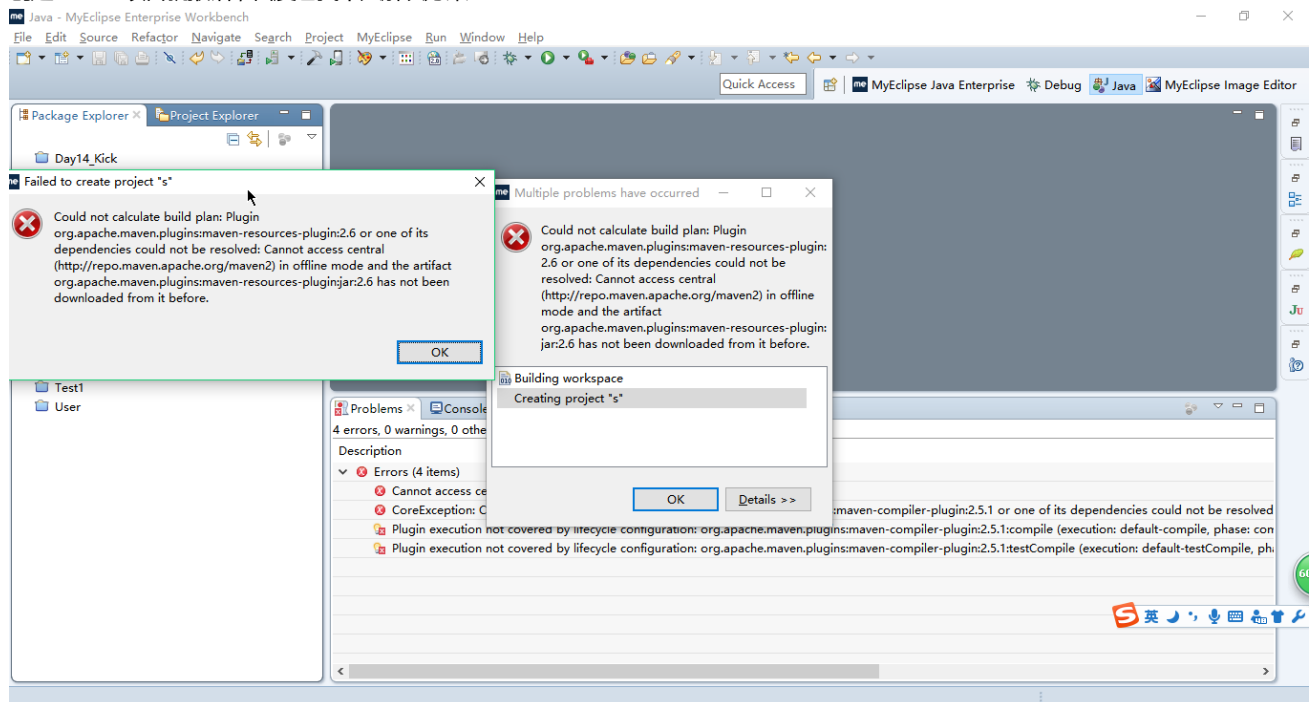 Java - MyEclipse Enterprise Workbench
File Edit Source Refactor Navigate Search Project MyEclipse Run Window Help
Quick Access
MyEclipse Java Enterprise
Debug
Java
MyEclipse Image Editor
Package Explorer
Project Explorer
Day14_Kick
Failed to create project "s"
Could not calculate build plan: Plugin
org.apache.maven.plugins:maven-resources-plugin:2.6 or one of its
dependencies could not be resolved: Cannot access central
(http://repo.maven.apache.org/maven2) in offline mode and the artifact
org.apache.maven.plugins:maven-resources-plugin:jar:2.6 has not been
downloaded from it before.
OK
Multiple problems have occurred
Could not calculate build plan: Plugin
org.apache.maven.plugins:maven-resources-plugin:
2.6 or one of its dependencies could not be
resolved: Cannot access central
(http://repo.maven.apache.org/maven2) in offline
mode and the artifact
org.apache.maven.plugins:maven-resources-plugin:
jar:2.6 has not been downloaded from it before.
Building workspace
Creating project "s"
OK
Details >>
Test1
User
Problems
Console
4 errors, 0 warnings, 0 othe
Description
Errors (4 items)
Cannot access ce
CoreException: C :maven-compiler-plugin:2.5.1 or one of its dependencies could not be resolved
Plugin execution not covered by lifecycle configuration: org.apache.maven.plugins:maven-compiler-plugin:2.5.1:compile (execution: default-compile, phase: com
Plugin execution not covered by lifecycle configuration: org.apache.maven.plugins:maven-compiler-plugin:2.5.1:testCompile (execution: default-testCompile, ph
英